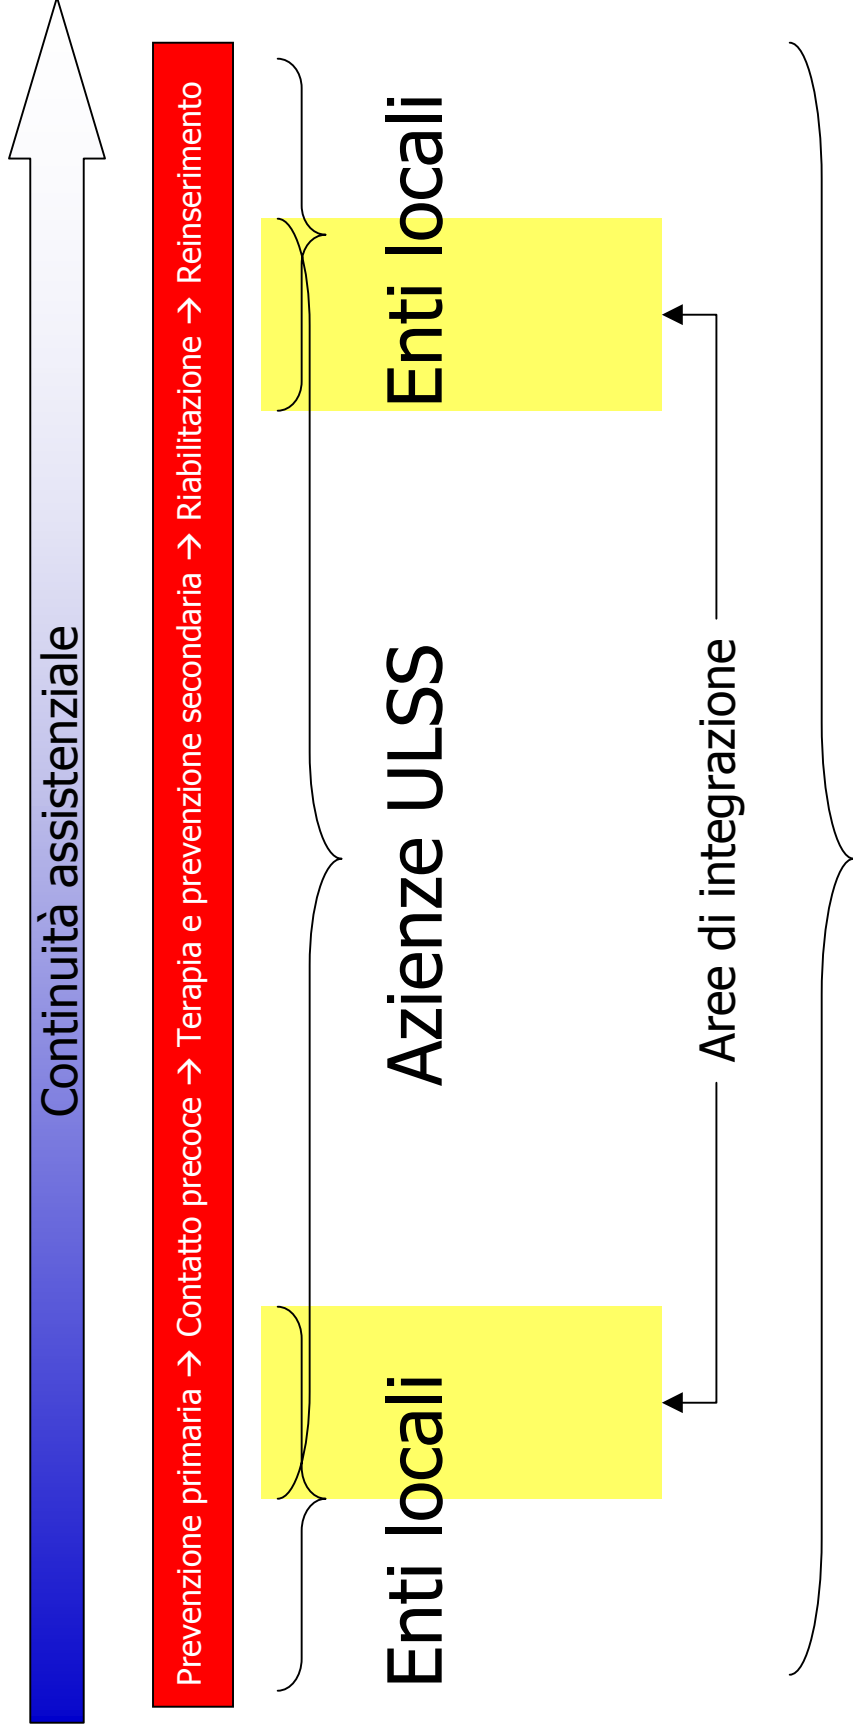 Continuità assistenziale
Prevenzione primaria → Contatto precoce → Terapia e prevenzione secondaria → Riabilitazione → Reinserimento
Enti locali
Azienze ULSS
Enti locali
Aree di integrazione